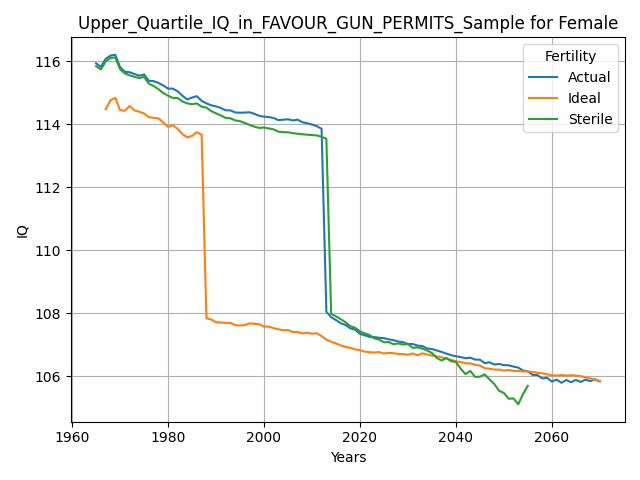 Upper_Quartile_IQ_in_FAVOUR_GUN_PERMITS_Sample for Female
Fertility
Actual
Ideal
Sterile
IQ
116
114
112
110
108
106
1960
1980
2000
2020
2040
2060
Years